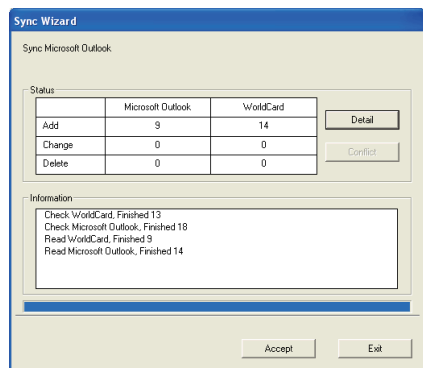 Sync Wizard
Sync Microsoft Outlook
Status
Microsoft Outlook WorldCard
Add 9 14
Change 0 0
Delete 0 0
Detail
Conflict
Information
Check WorldCard, Finished 13
Check Microsoft Outlook, Finished 18
Read WorldCard, Finished 9
Read Microsoft Outlook, Finished 14
Accept Exit